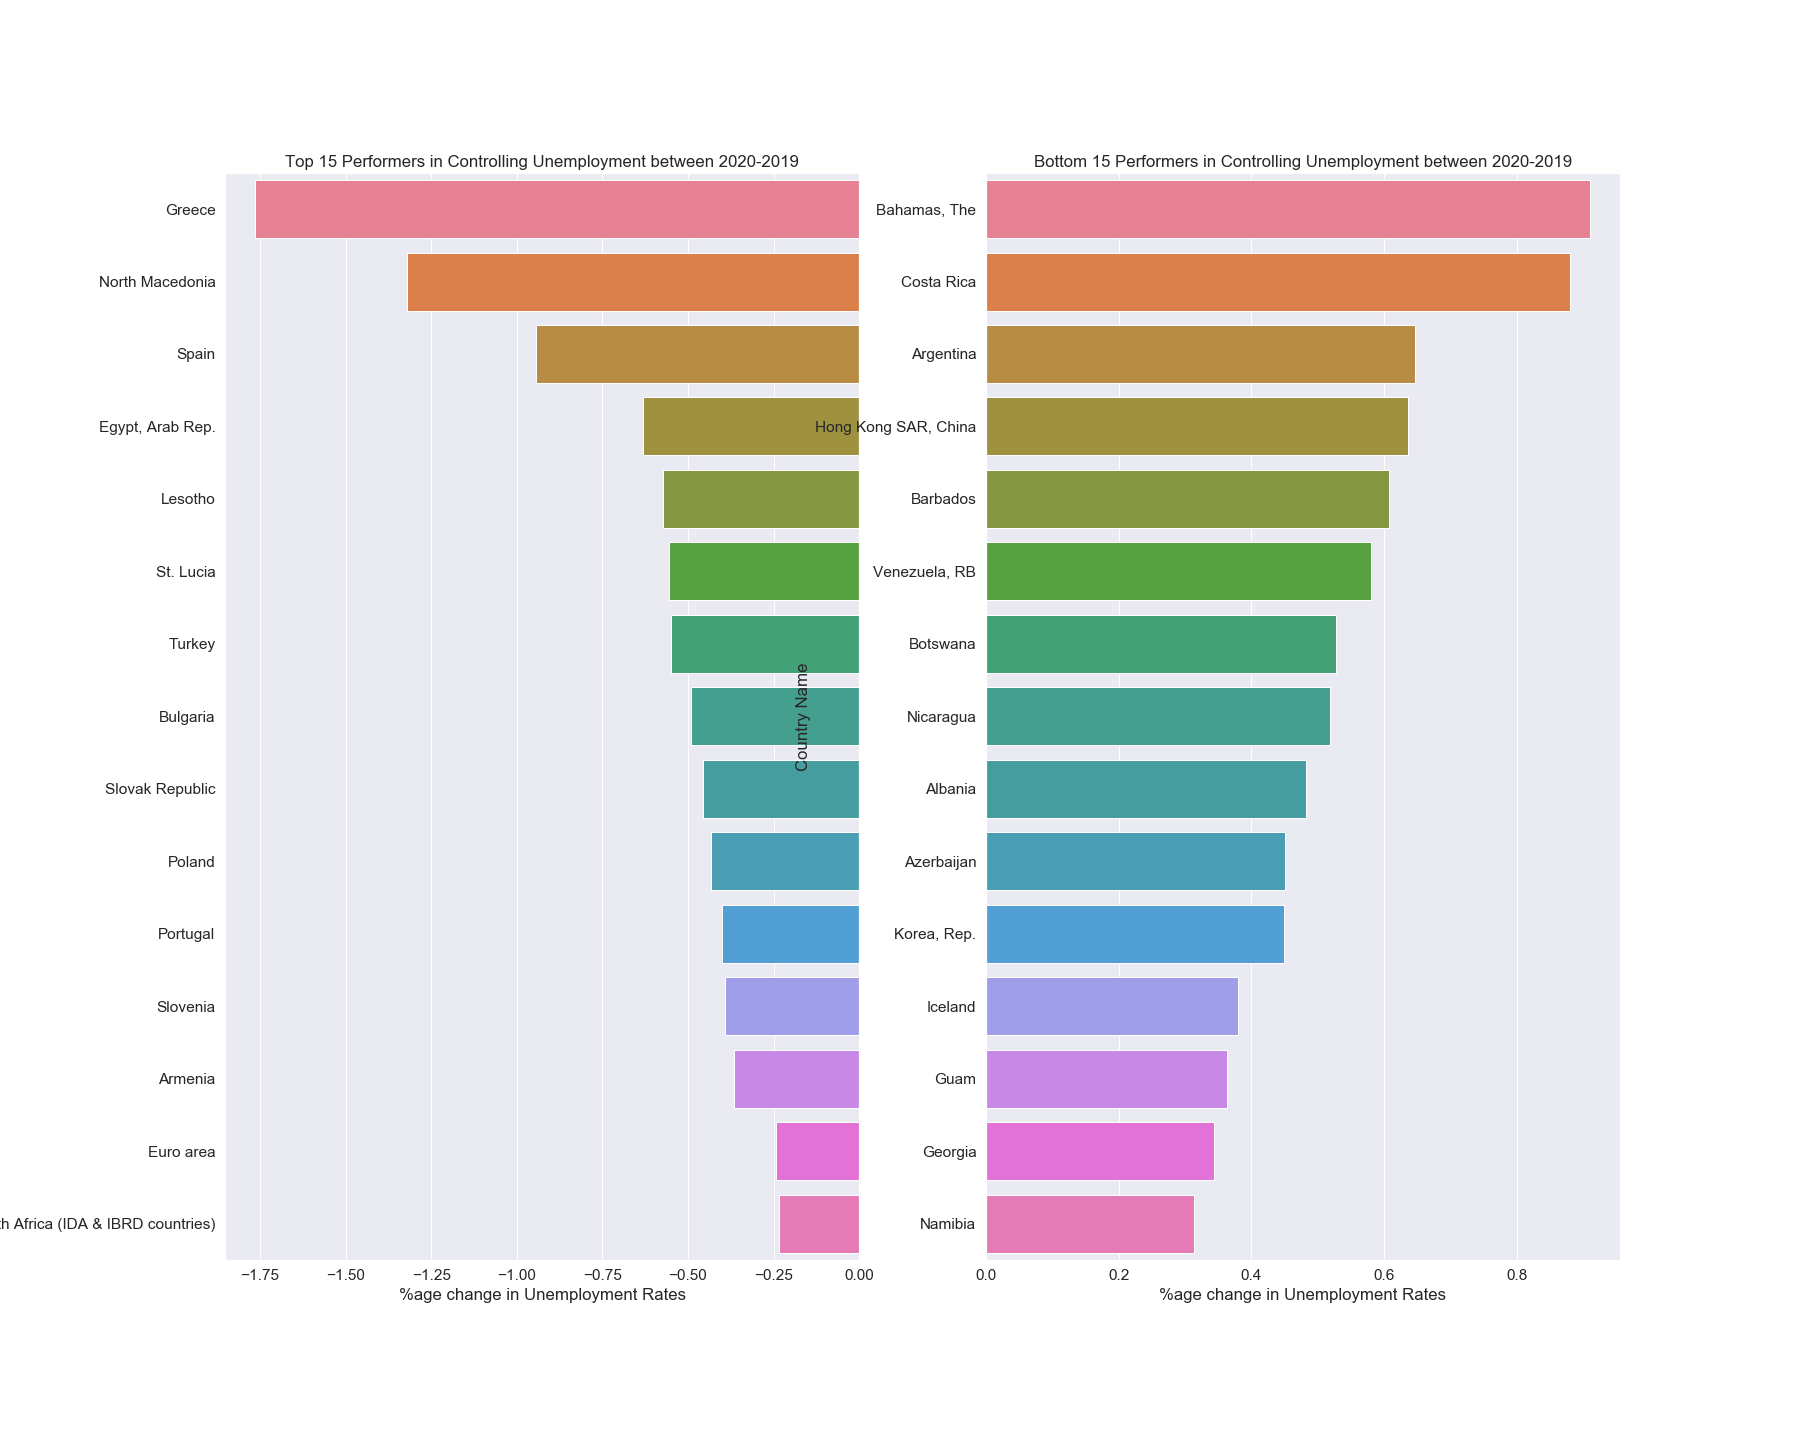 Top 15 Performers in Controlling Unemployment between 2020-2019
Greece
North Macedonia
Spain
Egypt, Arab Rep.
Lesotho
St. Lucia
Turkey
Bulgaria
Slovak Republic
Poland
Portugal
Slovenia
Armenia
Euro area
Africa (IDA & IBRD countries)
−1.75 −1.50 −1.25 −1.00 −0.75 −0.50 −0.25 0.00
%age change in Unemployment Rates
Bottom 15 Performers in Controlling Unemployment between 2020-2019
Country Name
Bahamas, The
Costa Rica
Argentina
Hong Kong SAR, China
Barbados
Venezuela, RB
Botswana
Nicaragua
Albania
Azerbaijan
Korea, Rep.
Iceland
Guam
Georgia
Namibia
0.0 0.2 0.4 0.6 0.8
%age change in Unemployment Rates